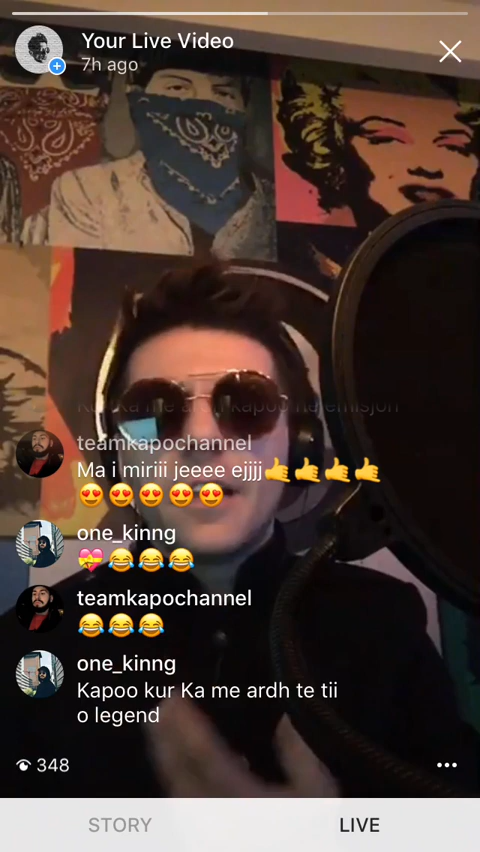 Your Live Video
7h ago
teamkapochannel
Ma i miriii jeeee ejjjj🤙🤙🤙🤙
😍😍😍😍😍
one_kinng
💝😂😂😂
teamkapochannel
😂😂😂
one_kinng
Kapoo kur Ka me ardh te tii
o legend
348
STORY
LIVE